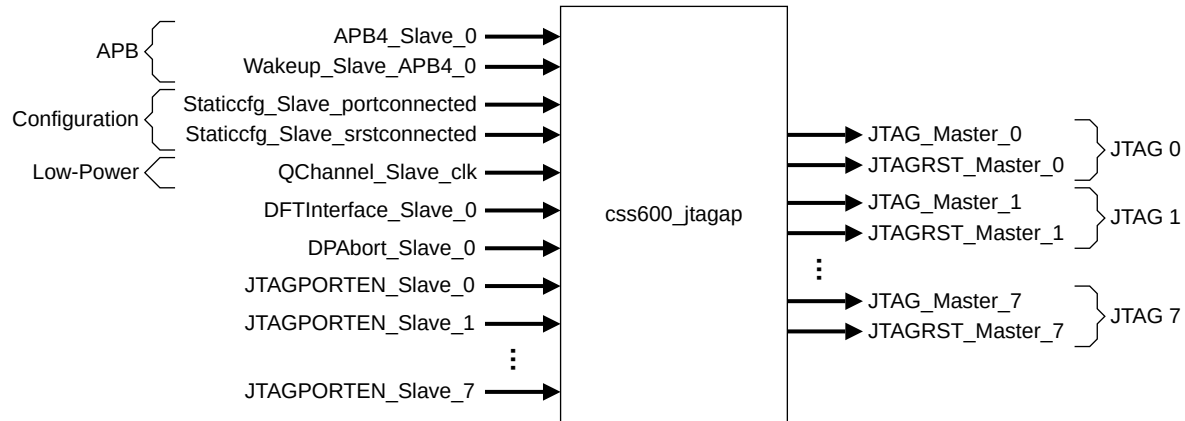 APB
APB4_Slave_0
Wakeup_Slave_APB4_0
Configuration
Staticcfg_Slave_portconnected
Staticcfg_Slave_srstconnected
Low-Power
QChannel_Slave_clk
DFTInterface_Slave_0
DPAbort_Slave_0
JTAGPORTEN_Slave_0
JTAGPORTEN_Slave_1
...
JTAGPORTEN_Slave_7
css600_jtagap
JTAG_Master_0
JTAGRST_Master_0
JTAG 0
JTAG_Master_1
JTAGRST_Master_1
JTAG 1
...
JTAG_Master_7
JTAGRST_Master_7
JTAG 7